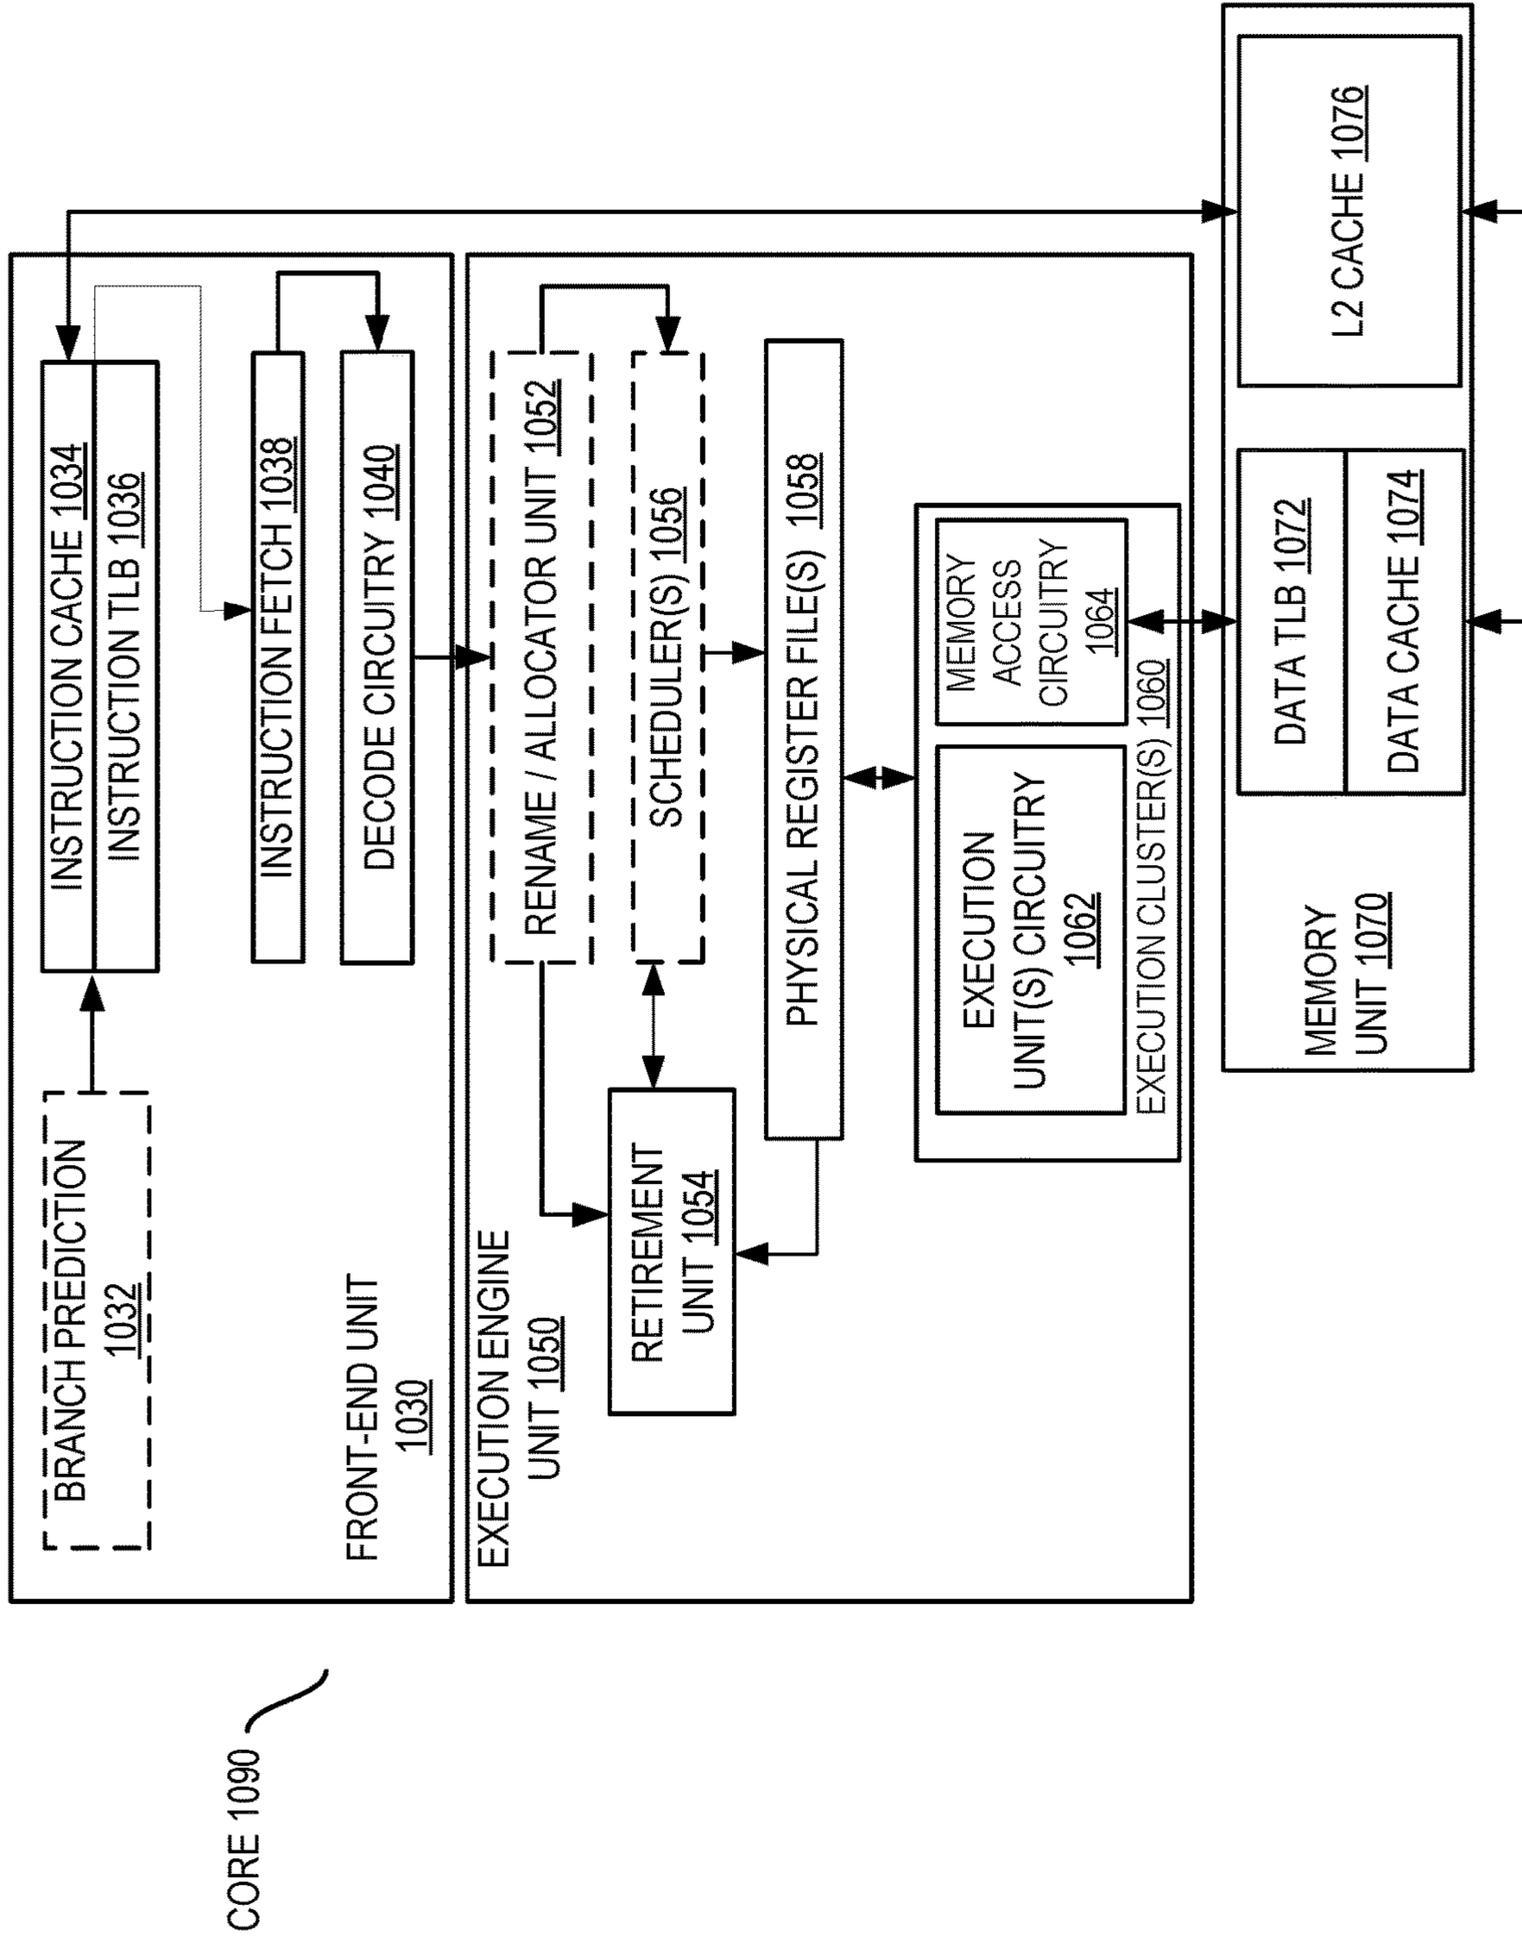 CORE 1090
BRANCH PREDICTION
1032
INSTRUCTION CACHE 1034
INSTRUCTION TLB 1036
INSTRUCTION FETCH 1038
DECODE CIRCUITRY 1040
FRONT-END UNIT
1030
EXECUTION ENGINE
UNIT 1050
RENAME / ALLOCATOR UNIT 1052
SCHEDULER(S) 1056
RETIREMENT
UNIT 1054
PHYSICAL REGISTER FILE(S) 1058
EXECUTION
UNIT(S) CIRCUITRY
1062
MEMORY
ACCESS
CIRCUITRY
1064
EXECUTION CLUSTER(S) 1060
MEMORY
UNIT 1070
DATA TLB 1072
DATA CACHE 1074
L2 CACHE 1076